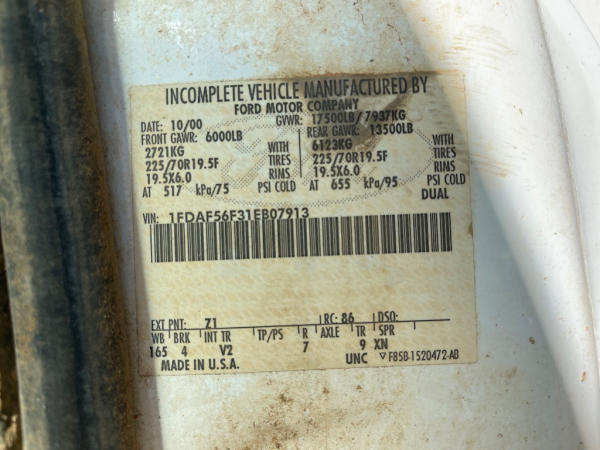 INCOMPLETE VEHICLE MANUFACTURED BY
FORD MOTOR COMPANY
DATE: 10/00 GVWR: 17500LB/7937KG
FRONT GAWR: 6000LB REAR GAWR: 13500LB
2721KG WITH 6123KG WITH
225/70R19.5F TIRES 225/70R19.5F TIRES
19.5X6.0 RIMS 19.5X6.0 RIMS
AT 517 kPa/75 PSI COLD AT 655 kPa/95 PSI COLD
DUAL
VIN: 1FDAF56F31EB07913
EXT PNT: Z1 RC: 86 DSO:
WB BRK INT TR TP/PS R AXLE TR SPR
165 4 V2 7 9 XN
MADE IN U.S.A. UNC F85B-1520472-AB